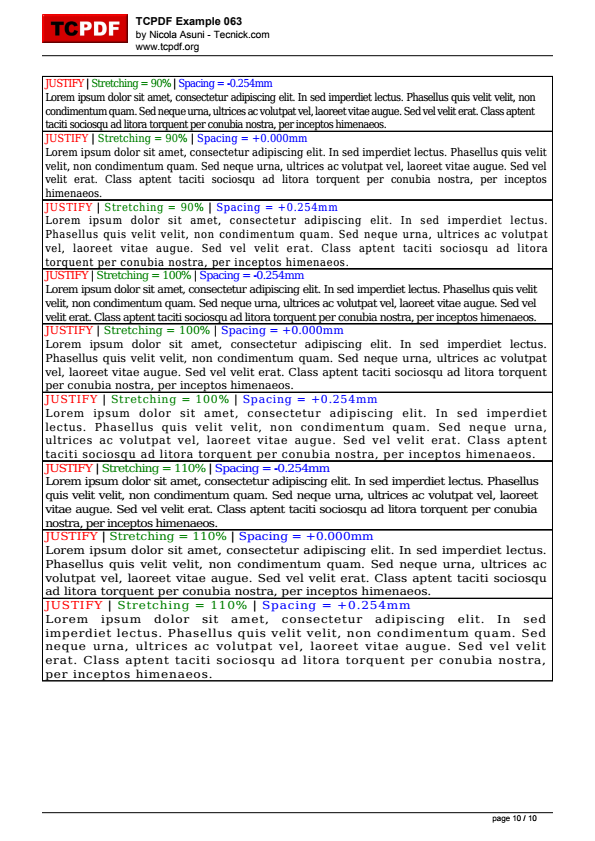 TCPDF
TCPDF Example 063
by Nicola Asuni - Tecnick.com
www.tcpdf.org
JUSTIFY | Stretching = 90% | Spacing = -0.254mm
Lorem ipsum dolor sit amet, consectetur adipiscing elit. In sed imperdiet lectus. Phasellus quis velit velit, non
condimentum quam. Sed neque urna, ultrices ac volutpat vel, laoreet vitae augue. Sed vel velit erat. Class aptent
taciti sociosqu ad litora torquent per conubia nostra, per inceptos himenaeos.
JUSTIFY | Stretching = 90% | Spacing = +0.000mm
Lorem ipsum dolor sit amet, consectetur adipiscing elit. In sed imperdiet lectus. Phasellus quis velit
velit, non condimentum quam. Sed neque urna, ultrices ac volutpat vel, laoreet vitae augue. Sed vel
velit erat. Class aptent taciti sociosqu ad litora torquent per conubia nostra, per inceptos
himenaeos.
JUSTIFY | Stretching = 90% | Spacing = +0.254mm
Lorem ipsum dolor sit amet, consectetur adipiscing elit. In sed imperdiet lectus.
Phasellus quis velit velit, non condimentum quam. Sed neque urna, ultrices ac volutpat
vel, laoreet vitae augue. Sed vel velit erat. Class aptent taciti sociosqu ad litora
torquent per conubia nostra, per inceptos himenaeos.
JUSTIFY | Stretching = 100% | Spacing = -0.254mm
Lorem ipsum dolor sit amet, consectetur adipiscing elit. In sed imperdiet lectus. Phasellus quis velit
velit, non condimentum quam. Sed neque urna, ultrices ac volutpat vel, laoreet vitae augue. Sed vel
velit erat. Class aptent taciti sociosqu ad litora torquent per conubia nostra, per inceptos himenaeos.
JUSTIFY | Stretching = 100% | Spacing = +0.000mm
Lorem ipsum dolor sit amet, consectetur adipiscing elit. In sed imperdiet lectus.
Phasellus quis velit velit, non condimentum quam. Sed neque urna, ultrices ac volutpat
vel, laoreet vitae augue. Sed vel velit erat. Class aptent taciti sociosqu ad litora torquent
per conubia nostra, per inceptos himenaeos.
JUSTIFY | Stretching = 100% | Spacing = +0.254mm
Lorem ipsum dolor sit amet, consectetur adipiscing elit. In sed imperdiet
lectus. Phasellus quis velit velit, non condimentum quam. Sed neque urna,
ultrices ac volutpat vel, laoreet vitae augue. Sed vel velit erat. Class aptent
taciti sociosqu ad litora torquent per conubia nostra, per inceptos himenaeos.
JUSTIFY | Stretching = 110% | Spacing = -0.254mm
Lorem ipsum dolor sit amet, consectetur adipiscing elit. In sed imperdiet lectus. Phasellus
quis velit velit, non condimentum quam. Sed neque urna, ultrices ac volutpat vel, laoreet
vitae augue. Sed vel velit erat. Class aptent taciti sociosqu ad litora torquent per conubia
nostra, per inceptos himenaeos.
JUSTIFY | Stretching = 110% | Spacing = +0.000mm
Lorem ipsum dolor sit amet, consectetur adipiscing elit. In sed imperdiet lectus.
Phasellus quis velit velit, non condimentum quam. Sed neque urna, ultrices ac
volutpat vel, laoreet vitae augue. Sed vel velit erat. Class aptent taciti sociosqu
ad litora torquent per conubia nostra, per inceptos himenaeos.
JUSTIFY | Stretching = 110% | Spacing = +0.254mm
Lorem ipsum dolor sit amet, consectetur adipiscing elit. In sed
imperdiet lectus. Phasellus quis velit velit, non condimentum quam. Sed
neque urna, ultrices ac volutpat vel, laoreet vitae augue. Sed vel velit
erat. Class aptent taciti sociosqu ad litora torquent per conubia nostra,
per inceptos himenaeos.
page 10 / 10